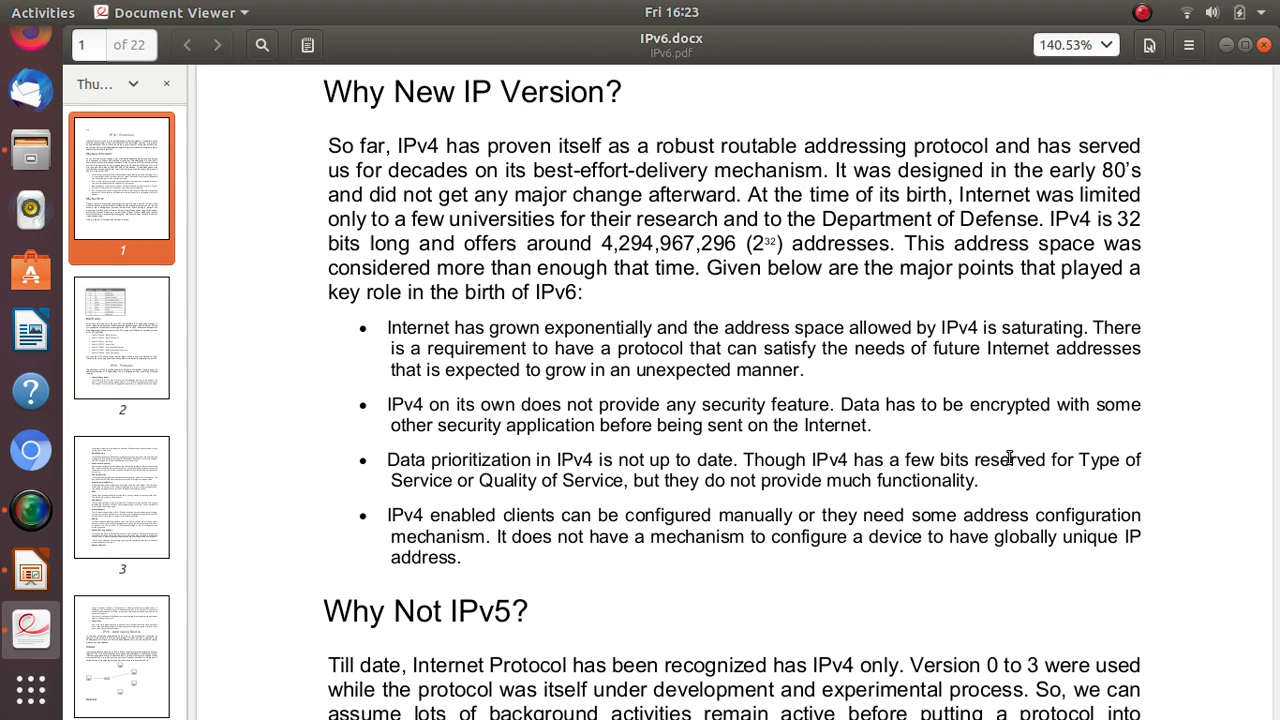 Activities
Document Viewer
Fri 16:23
1
of 22
IPv6.docx
IPv6.pdf
140.53%
Thu...
1
2
3
Why New IP Version?
So far, IPv4 has proven itself as a robust routable addressing protocol and has served
us for decades on its best-effort-delivery mechanism. It was designed in the early 80's
and did not get any major change afterward. At the time of its birth, Internet was limited
only to a few universities for their research and to the Department of Defense. IPv4 is 32
bits long and offers around 4,294,967,296 (2³²) addresses. This address space was
considered more than enough that time. Given below are the major points that played a
key role in the birth of IPv6:
• Internet has grown exponentially and the address space allowed by IPv4 is saturating. There
is a requirement to have a protocol that can satisfy the needs of future Internet addresses
that is expected to grow in an unexpected manner.
• IPv4 on its own does not provide any security feature. Data has to be encrypted with some
other security application before being sent on the Internet.
• Data prioritization in IPv4 is not up to date. Though IPv4 has a few bits reserved for Type of
Service or Quality of Service, but they do not provide much functionality.
• IPv4 enabled clients can be configured manually or they need some address configuration
mechanism. It does not have a mechanism to configure a device to have globally unique IP
address.
Why Not IPv5?
Till date, Internet Protocol has been recognized has IPv4 only. Version 0 to 3 were used
while the protocol was itself under development and experimental process. So, we can
assume lots of background activities remain active before putting a protocol into